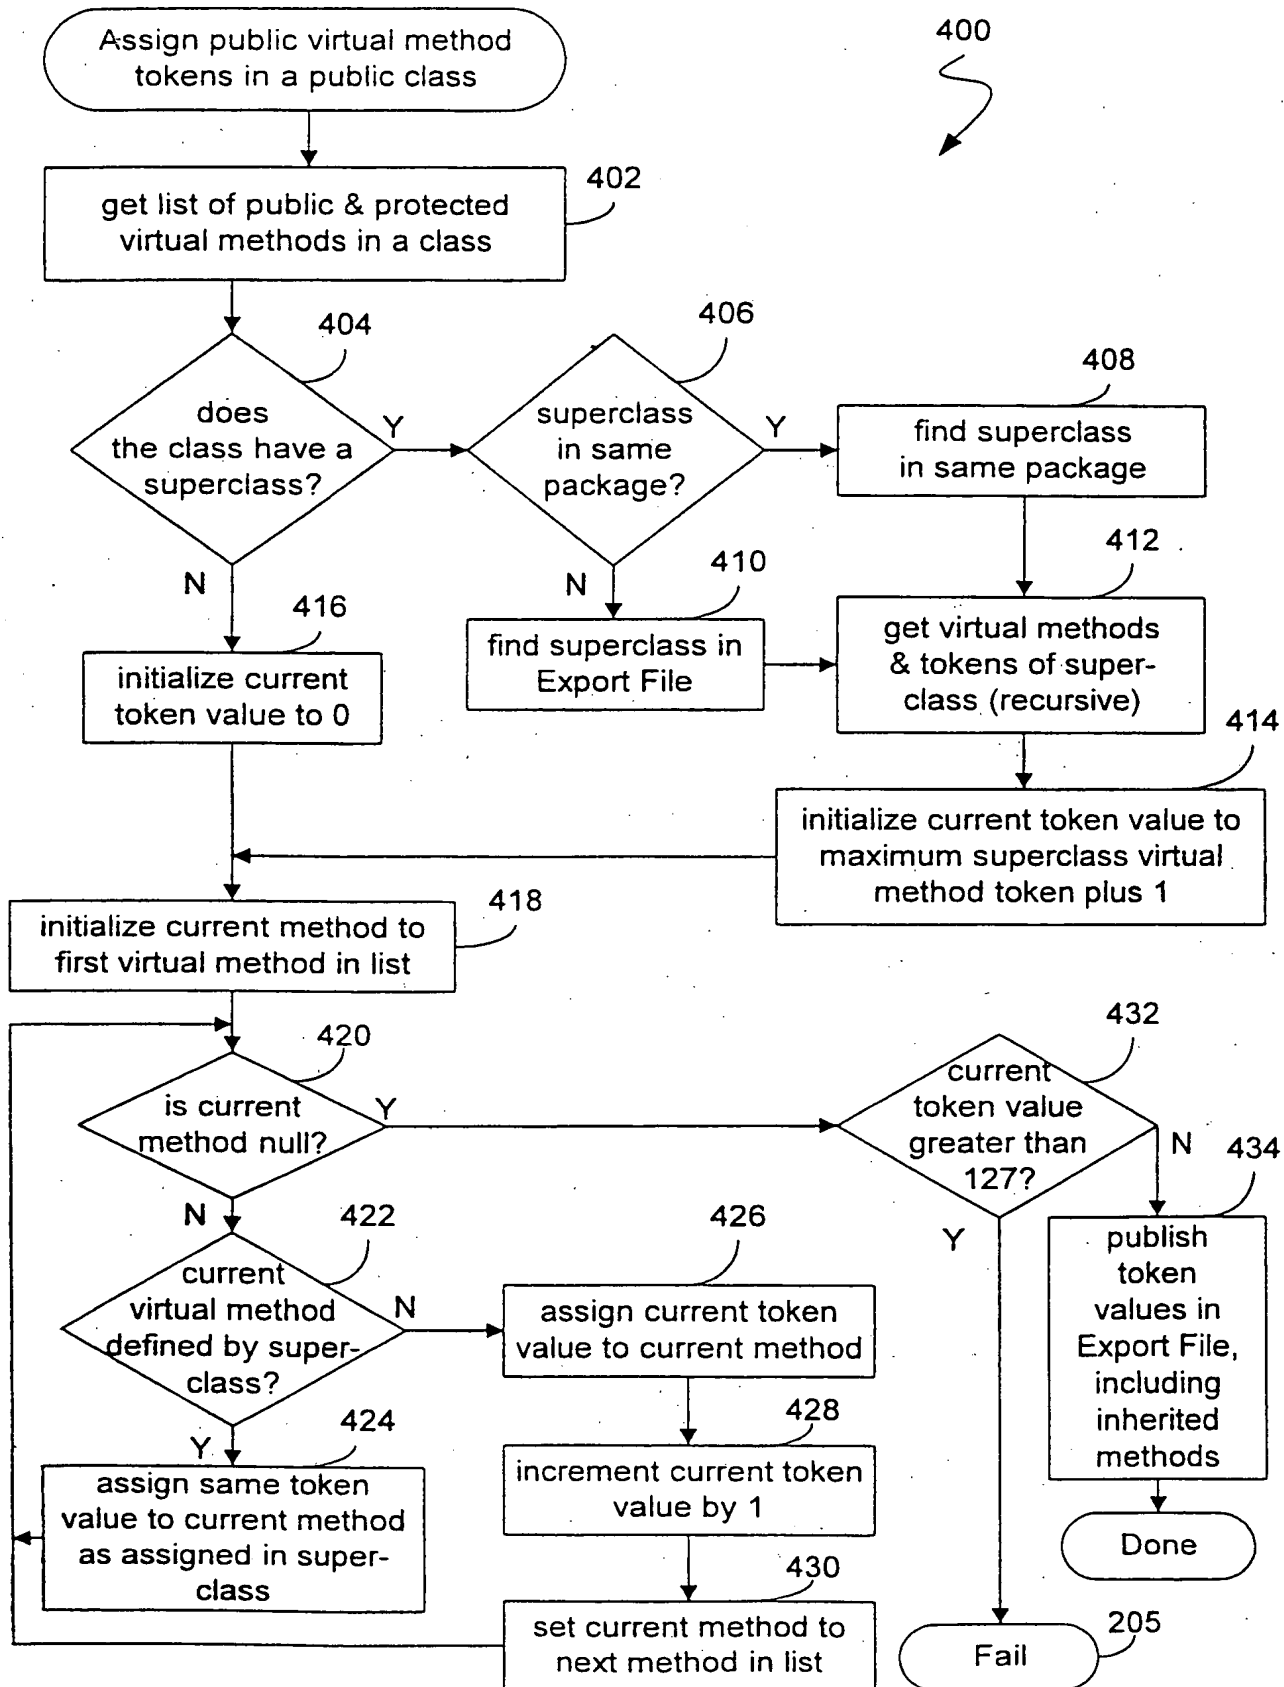 Assign public virtual method
tokens in a public class
400
402
get list of public & protected
virtual methods in a class
404
406
408
does
the class have a
superclass?
Y
superclass
in same
package?
Y
find superclass
in same package
N
416
N
410
412
initialize current
token value to 0
find superclass in
Export File
get virtual methods
& tokens of super-
class (recursive)
414
initialize current token value to
maximum superclass virtual
method token plus 1
418
initialize current method to
first virtual method in list
420
432
is current
method null?
Y
current
token value
greater than
127?
N
434
N
422
426
Y
current
virtual method
defined by super-
class?
N
assign current token
value to current method
publish
token
values in
Export File,
including
inherited
methods
Y
424
428
assign same token
value to current method
as assigned in super-
class
increment current token
value by 1
Done
430
set current method to
next method in list
Fail
205